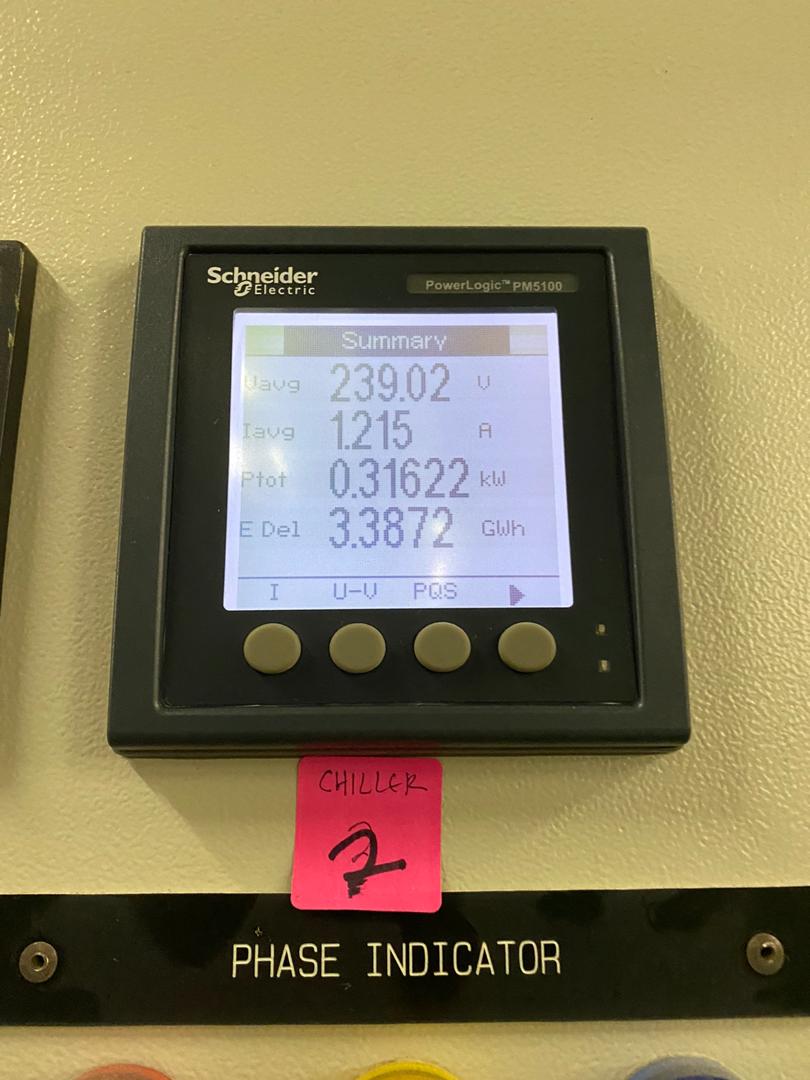 Schneider
Electric
PowerLogic™ PM5100
Summary
Vavg 239.02 V
Iavg 1.215 A
Ptot 0.31622 kW
E Del 3.3872 GWh
I U-V PQS
CHILLER
2
PHASE INDICATOR